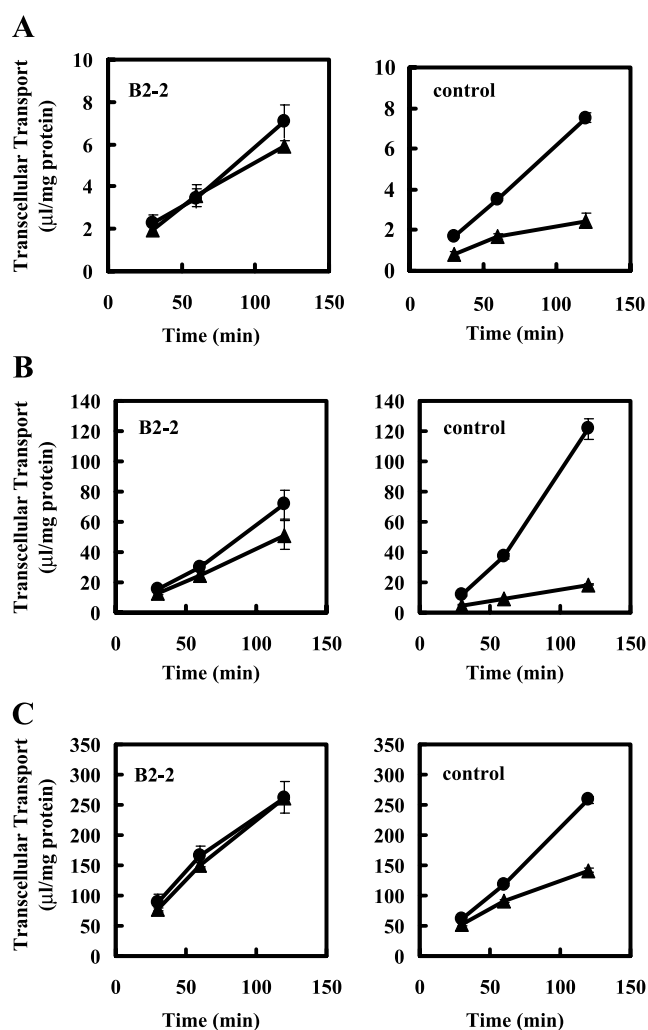 A
Transcellular Transport
(μl/mg protein)
B2-2
10
8
6
4
2
0
0 50 100 150
Time (min)
control
10
8
6
4
2
0
0 50 100 150
Time (min)
B
Transcellular Transport
(μl/mg protein)
B2-2
140
120
100
80
60
40
20
0
0 50 100 150
Time (min)
control
140
120
100
80
60
40
20
0
0 50 100 150
Time (min)
C
Transcellular Transport
(μl/mg protein)
B2-2
350
300
250
200
150
100
50
0
0 50 100 150
Time (min)
control
350
300
250
200
150
100
50
0
0 50 100 150
Time (min)